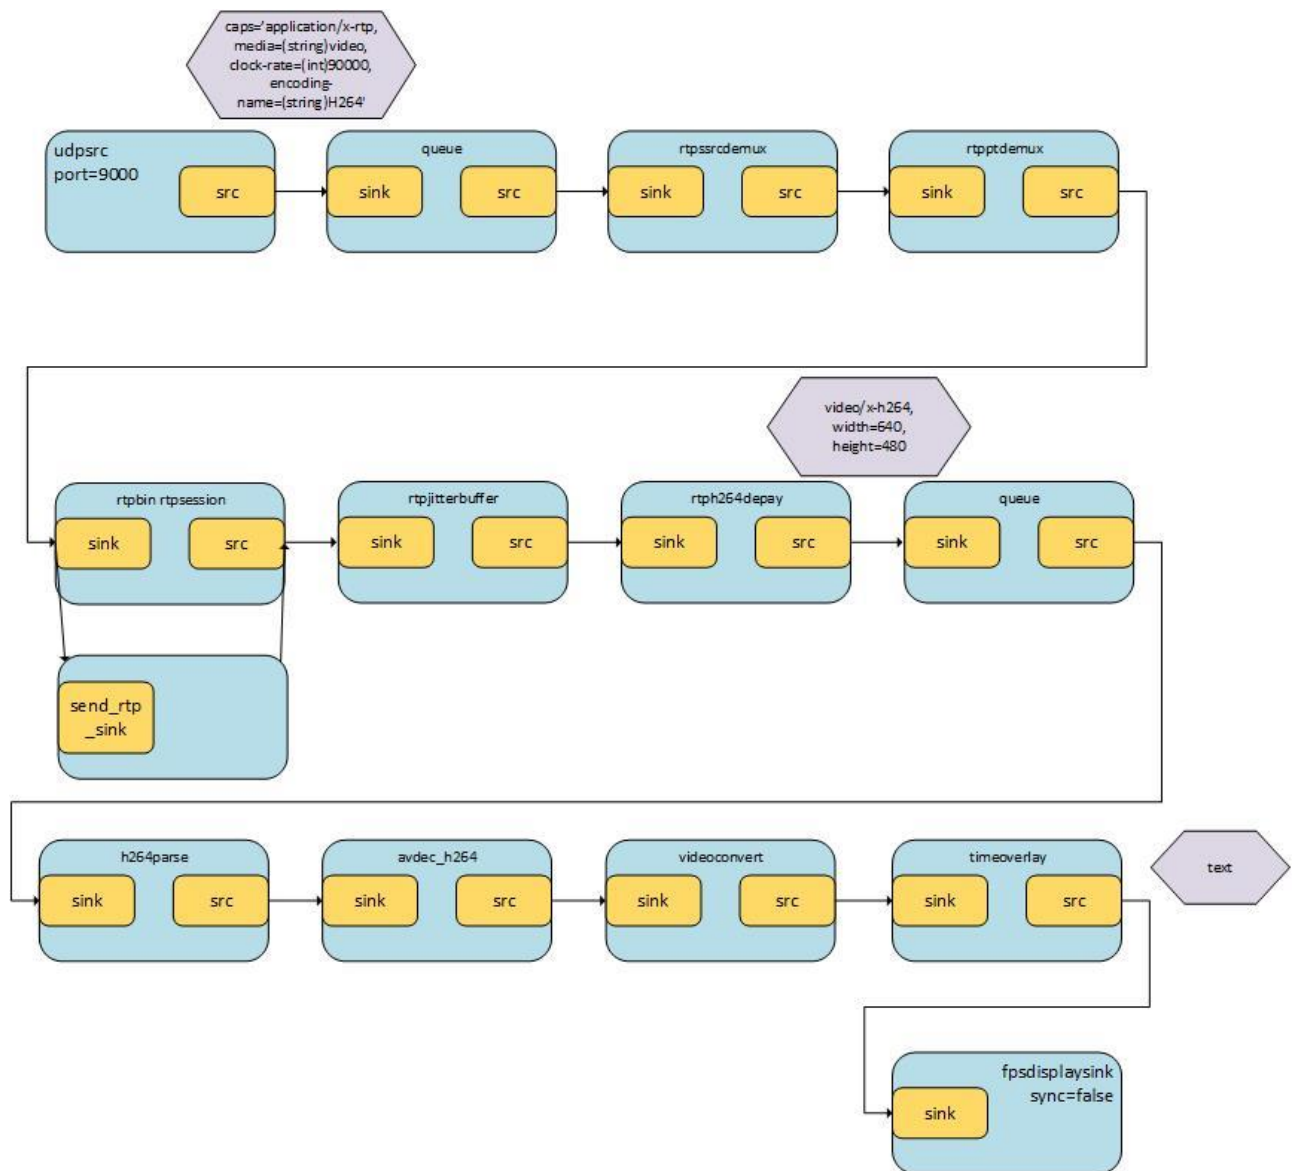 caps='application/x-rtp,
media=(string)video,
clock-rate=(int)90000,
encoding-
name=(string)H264'
udpsrc
port=9000
src
queue
sink
src
rtpssrcdemux
sink
src
rtpptdemux
sink
src
video/x-h264,
width=640,
height=480
rtpbin rtpsession
sink
src
rtpjitterbuffer
sink
src
rtph264depay
sink
src
queue
sink
src
send_rtp
_sink
h264parse
sink
src
avdec_h264
sink
src
videoconvert
sink
src
timeoverlay
sink
src
text
fpsdisplaysink
sync=false
sink